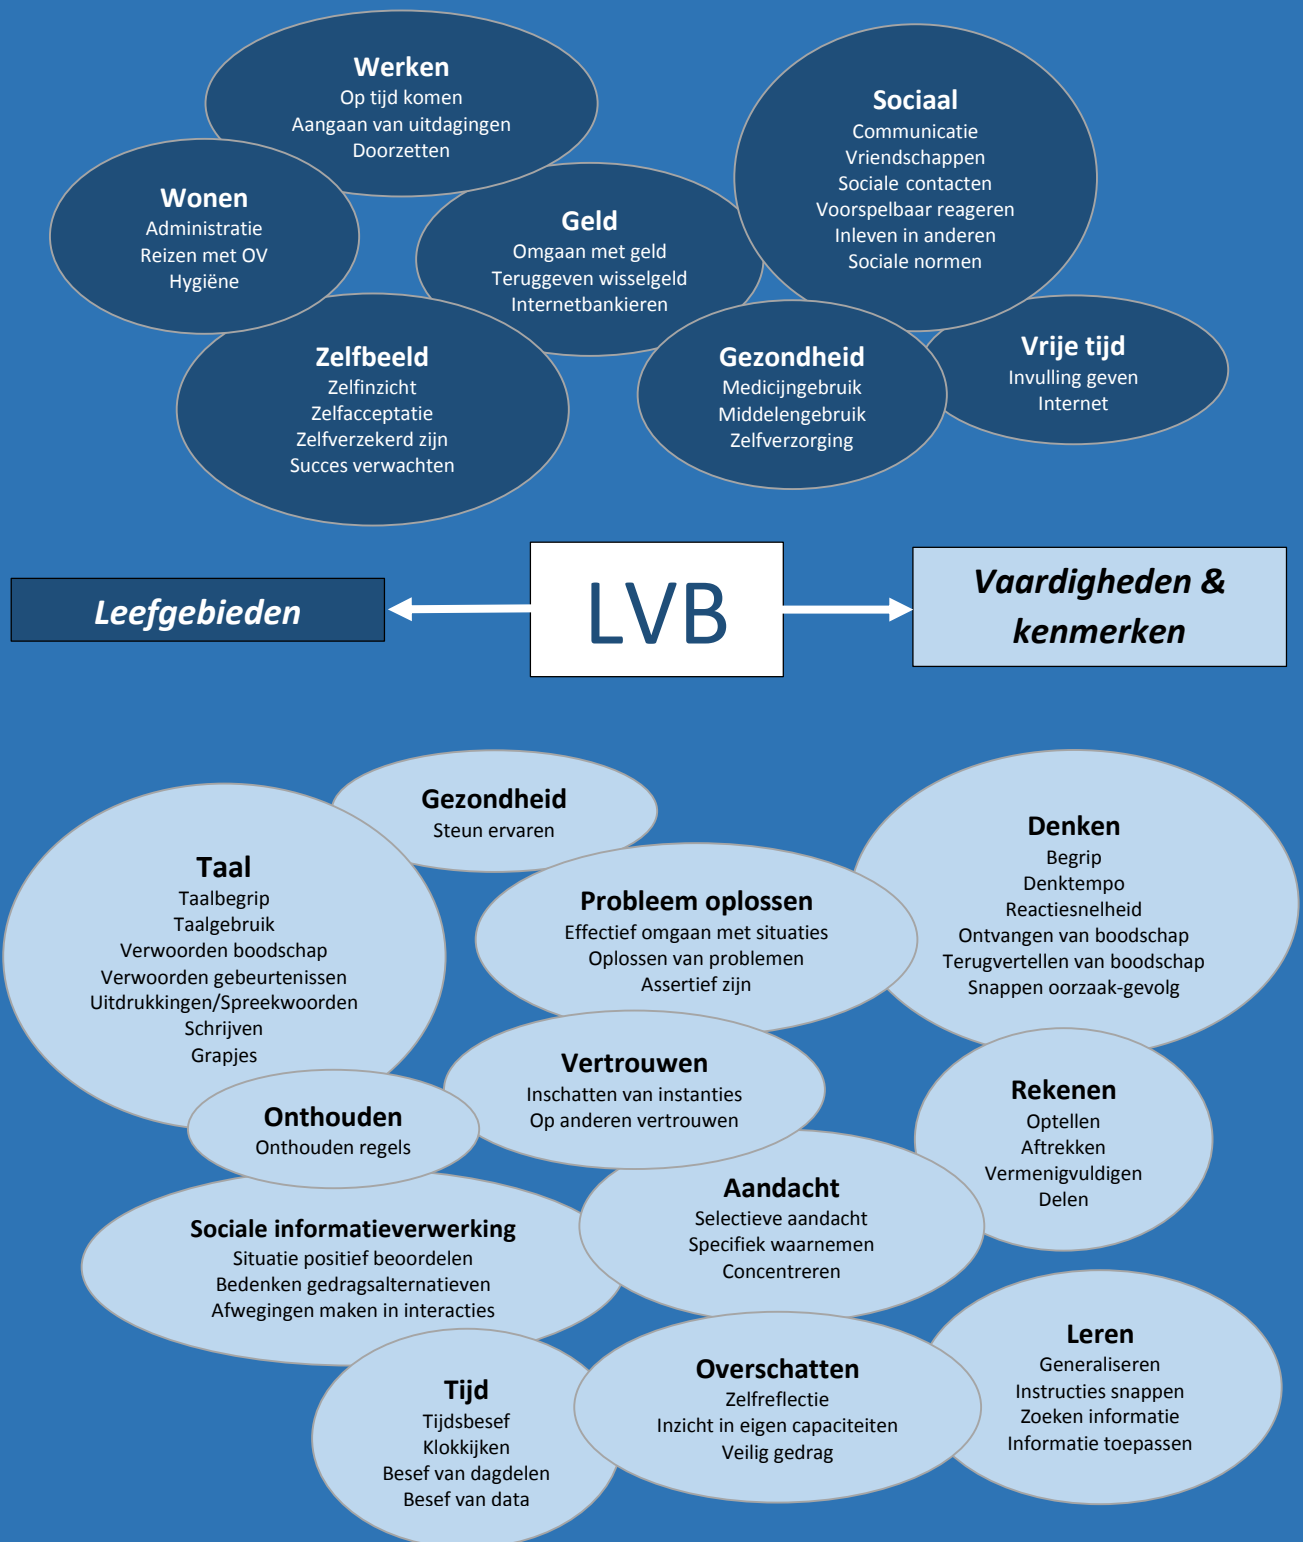 Werken
Op tijd komen
Aangaan van uitdagingen
Doorzetten
Sociaal
Communicatie
Vriendschappen
Sociale contacten
Voorspelbaar reageren
Inleven in anderen
Sociale normen
Wonen
Administratie
Reizen met OV
Hygiëne
Geld
Omgaan met geld
Teruggeven wisselgeld
Internetbankieren
Zelfbeeld
Zelfinzicht
Zelfacceptatie
Zelfverzekerd zijn
Succes verwachten
Gezondheid
Medicijngebruik
Middelengebruik
Zelfverzorging
Vrije tijd
Invulling geven
Internet
Leefgebieden
LVB
Vaardigheden &
kenmerken
Gezondheid
Steun ervaren
Taal
Taalbegrip
Taalgebruik
Verwoorden boodschap
Verwoorden gebeurtenissen
Uitdrukkingen/Spreekwoorden
Schrijven
Grapjes
Probleem oplossen
Effectief omgaan met situaties
Oplossen van problemen
Assertief zijn
Denken
Begrip
Denktempo
Reactiesnelheid
Ontvangen van boodschap
Terugvertellen van boodschap
Snappen oorzaak-gevolg
Vertrouwen
Inschatten van instanties
Op anderen vertrouwen
Onthouden
Onthouden regels
Rekenen
Optellen
Aftrekken
Vermenigvuldigen
Delen
Aandacht
Selectieve aandacht
Specifiek waarnemen
Concentreren
Sociale informatieverwerking
Situatie positief beoordelen
Bedenken gedragsalternatieven
Afwegingen maken in interacties
Leren
Generaliseren
Instructies snappen
Zoeken informatie
Informatie toepassen
Overschatten
Zelfreflectie
Inzicht in eigen capaciteiten
Veilig gedrag
Tijd
Tijdsbesef
Klokkijken
Besef van dagdelen
Besef van data